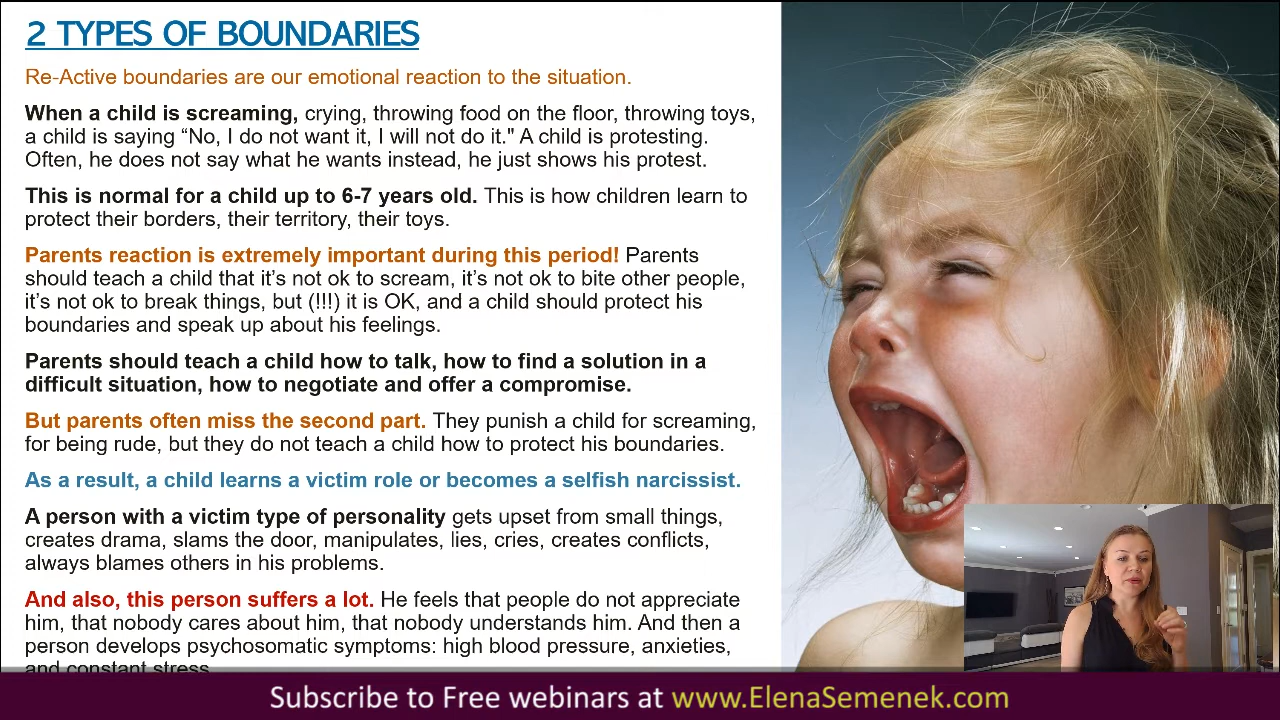 2 TYPES OF BOUNDARIES
Re-Active boundaries are our emotional reaction to the situation.
When a child is screaming, crying, throwing food on the floor, throwing toys,
a child is saying “No, I do not want it, I will not do it." A child is protesting.
Often, he does not say what he wants instead, he just shows his protest.
This is normal for a child up to 6-7 years old. This is how children learn to
protect their borders, their territory, their toys.
Parents reaction is extremely important during this period! Parents
should teach a child that it’s not ok to scream, it’s not ok to bite other people,
it’s not ok to break things, but (!!!) it is OK, and a child should protect his
boundaries and speak up about his feelings.
Parents should teach a child how to talk, how to find a solution in a
difficult situation, how to negotiate and offer a compromise.
But parents often miss the second part. They punish a child for screaming,
for being rude, but they do not teach a child how to protect his boundaries.
As a result, a child learns a victim role or becomes a selfish narcissist.
A person with a victim type of personality gets upset from small things,
creates drama, slams the door, manipulates, lies, cries, creates conflicts,
always blames others in his problems.
And also, this person suffers a lot. He feels that people do not appreciate
him, that nobody cares about him, that nobody understands him. And then a
person develops psychosomatic symptoms: high blood pressure, anxieties,
and constant stress
Subscribe to Free webinars at www.ElenaSemenek.com